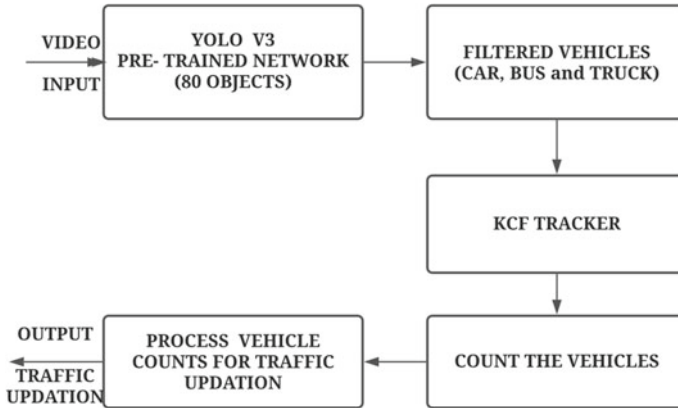 VIDEO
INPUT
YOLO V3
PRE- TRAINED NETWORK
(80 OBJECTS)
FILTERED VEHICLES
(CAR, BUS and TRUCK)
KCF TRACKER
COUNT THE VEHICLES
PROCESS VEHICLE
COUNTS FOR TRAFFIC
UPDATION
OUTPUT
TRAFFIC
UPDATION